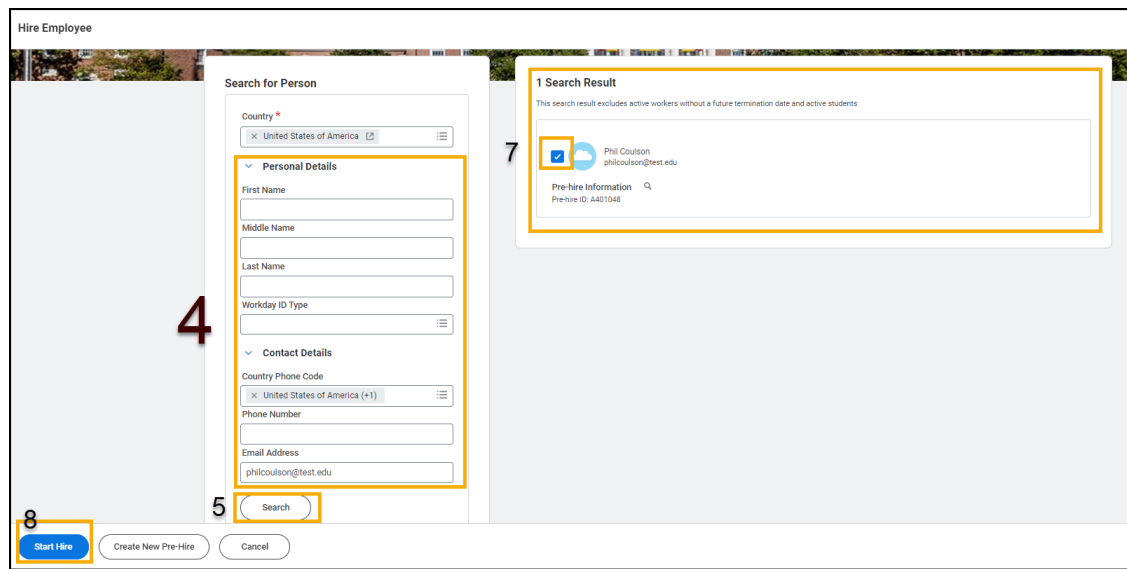 Hire Employee
Search for Person
Country *
× United States of America
4
Personal Details
First Name
Middle Name
Last Name
Workday ID Type
Contact Details
Country Phone Code
× United States of America (+1)
Phone Number
Email Address
philcoulson@test.edu
5
Search
1 Search Result
This search result excludes active workers without a future termination date and active students
7
Phil Coulson
philcoulson@test.edu
Pre-hire Information
Pre-hire ID: A401048
8
Start Hire
Create New Pre-Hire
Cancel